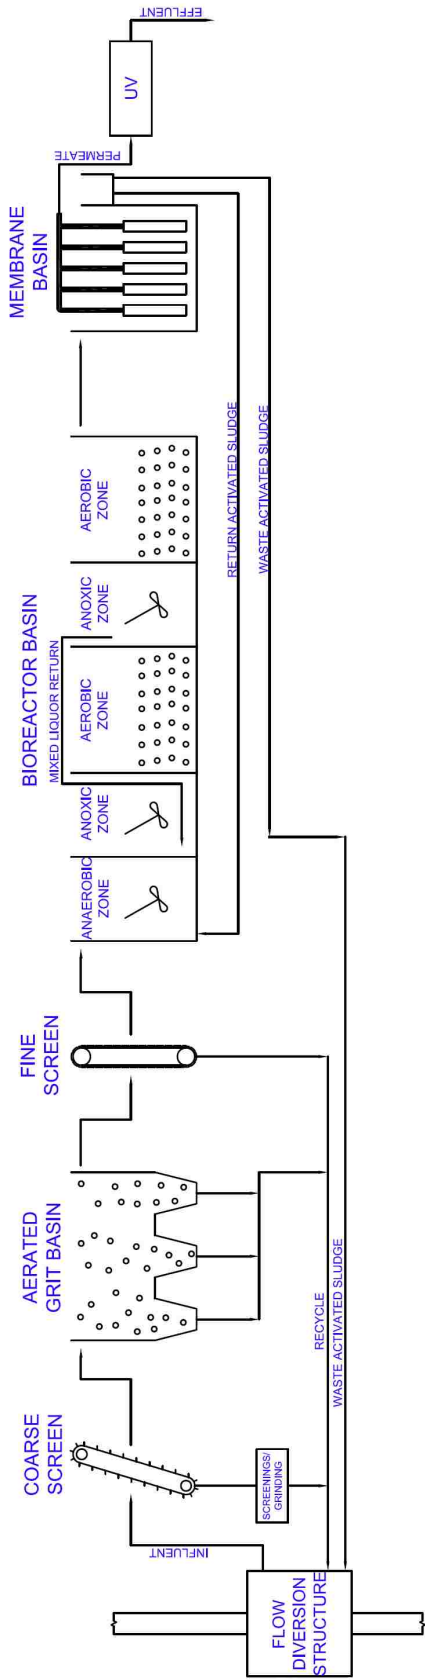 FLOW
DIVERSION
STRUCTURE
INFLUENT
COARSE
SCREEN
SCREENINGS/
GRINDING
AERATED
GRIT BASIN
RECYCLE
WASTE ACTIVATED SLUDGE
FINE
SCREEN
BIOREACTOR BASIN
MIXED LIQUOR RETURN
ANAEROBIC
ZONE
ANOXIC
ZONE
AEROBIC
ZONE
ANOXIC
ZONE
AEROBIC
ZONE
RETURN ACTIVATED SLUDGE
WASTE ACTIVATED SLUDGE
MEMBRANE
BASIN
PERMEATE
UV
EFFLUENT